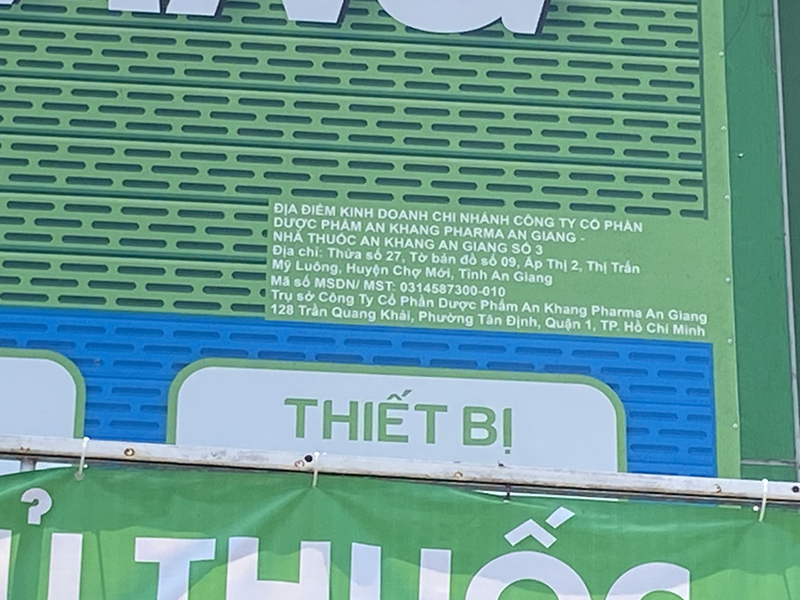 ĐỊA ĐIỂM KINH DOANH CHI NHÁNH CÔNG TY CỔ PHẦN
DƯỢC PHẨM AN KHANG PHARMA AN GIANG -
NHÀ THUỐC AN KHANG AN GIANG SỐ 3
Địa chỉ: Thửa số 27, Tờ bản đồ số 09, Ấp Thị 2, Thị Trấn
Mỹ Luông, Huyện Chợ Mới, Tỉnh An Giang
Mã số MSDN/ MST: 0314587300-010
Trụ sở Công Ty Cổ Phần Dược Phẩm An Khang Pharma An Giang
128 Trần Quang Khải, Phường Tân Định, Quận 1, TP. Hồ Chí Minh
THIẾT BỊ
THUỐC